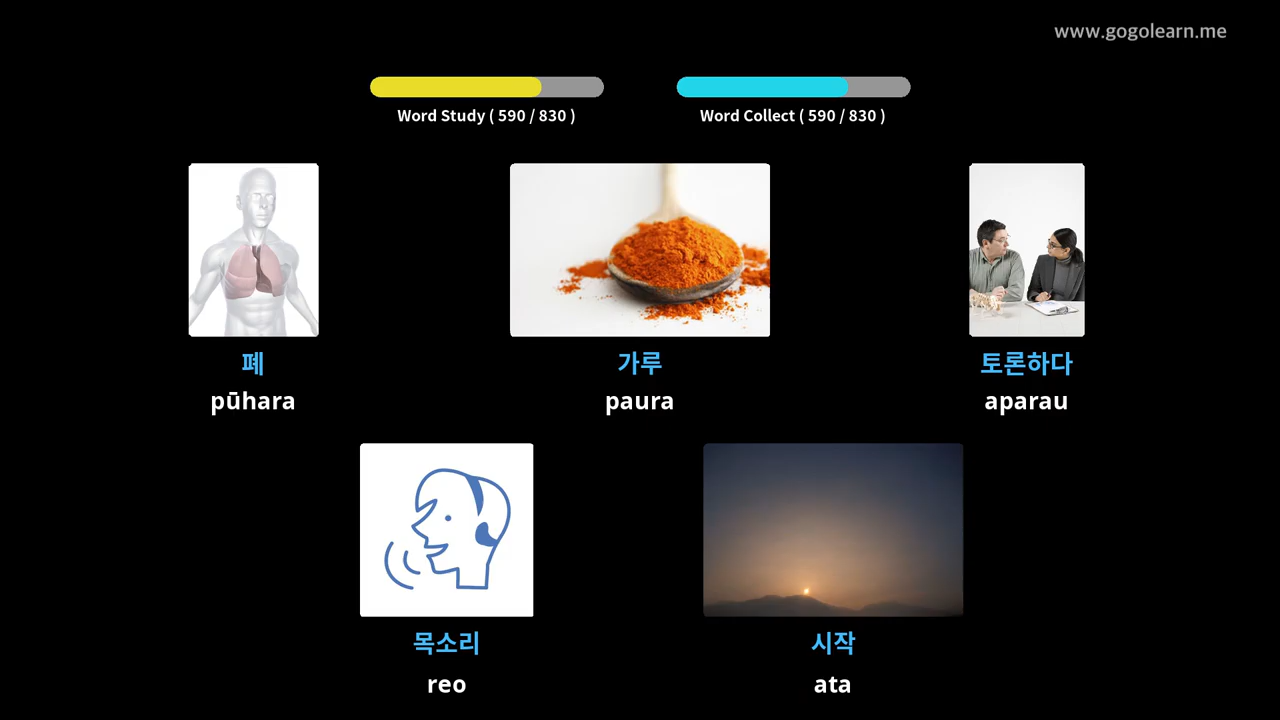 www.gogolearn.me
Word Study ( 590 / 830 )
Word Collect ( 590 / 830 )
폐
pūhara
가루
paura
토론하다
aparau
목소리
reo
시작
ata